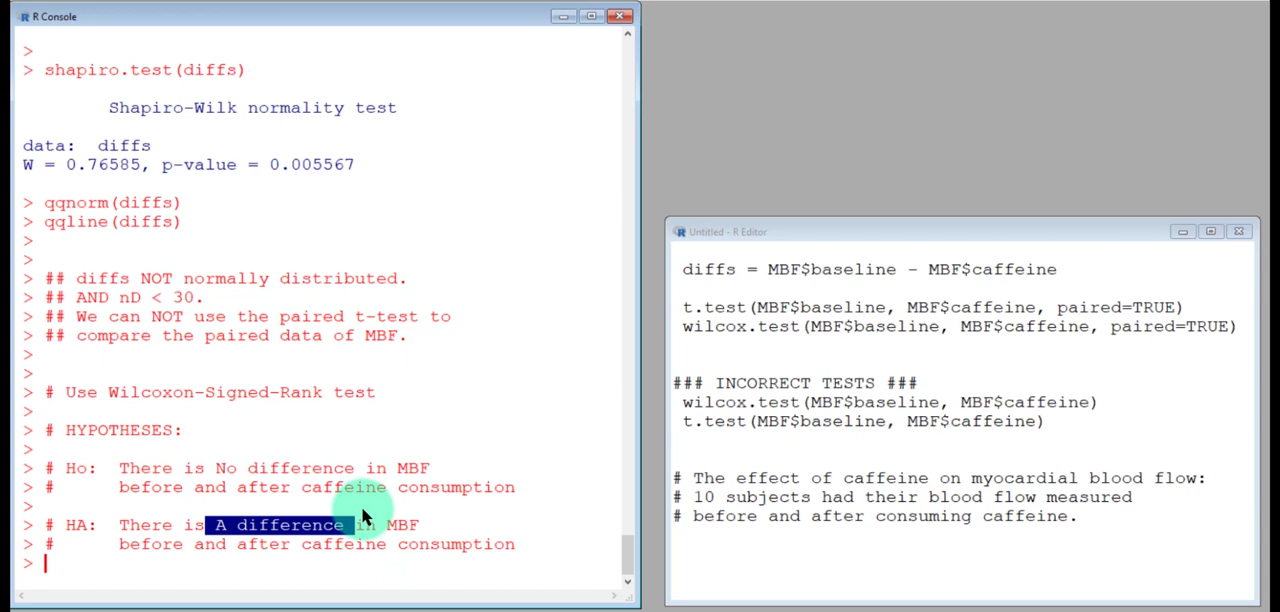 R Console
>
> shapiro.test(diffs)
Shapiro-Wilk normality test
data:  diffs
W = 0.76585, p-value = 0.005567
> qqnorm(diffs)
> qqline(diffs)
>
>
> ## diffs NOT normally distributed.
> ## AND nD < 30.
> ## We can NOT use the paired t-test to
> ## compare the paired data of MBF.
>
>
> # Use Wilcoxon-Signed-Rank test
>
> # HYPOTHESES:
>
> # Ho:  There is No difference in MBF
> #      before and after caffeine consumption
>
> # HA:  There is A difference in MBF
> #      before and after caffeine consumption
>
Untitled - R Editor
diffs = MBF$baseline - MBF$caffeine
t.test(MBF$baseline, MBF$caffeine, paired=TRUE)
wilcox.test(MBF$baseline, MBF$caffeine, paired=TRUE)
### INCORRECT TESTS ###
wilcox.test(MBF$baseline, MBF$caffeine)
t.test(MBF$baseline, MBF$caffeine)
# The effect of caffeine on myocardial blood flow:
# 10 subjects had their blood flow measured
# before and after consuming caffeine.